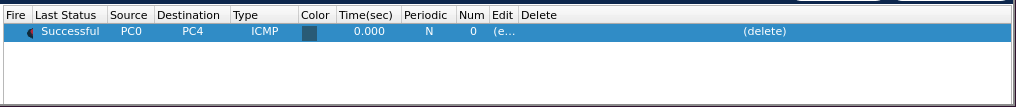 Fire Last Status Source Destination Type Color Time(sec) Periodic Num Edit Delete
Successful PC0 PC4 ICMP 0.000 N 0 (e... (delete)